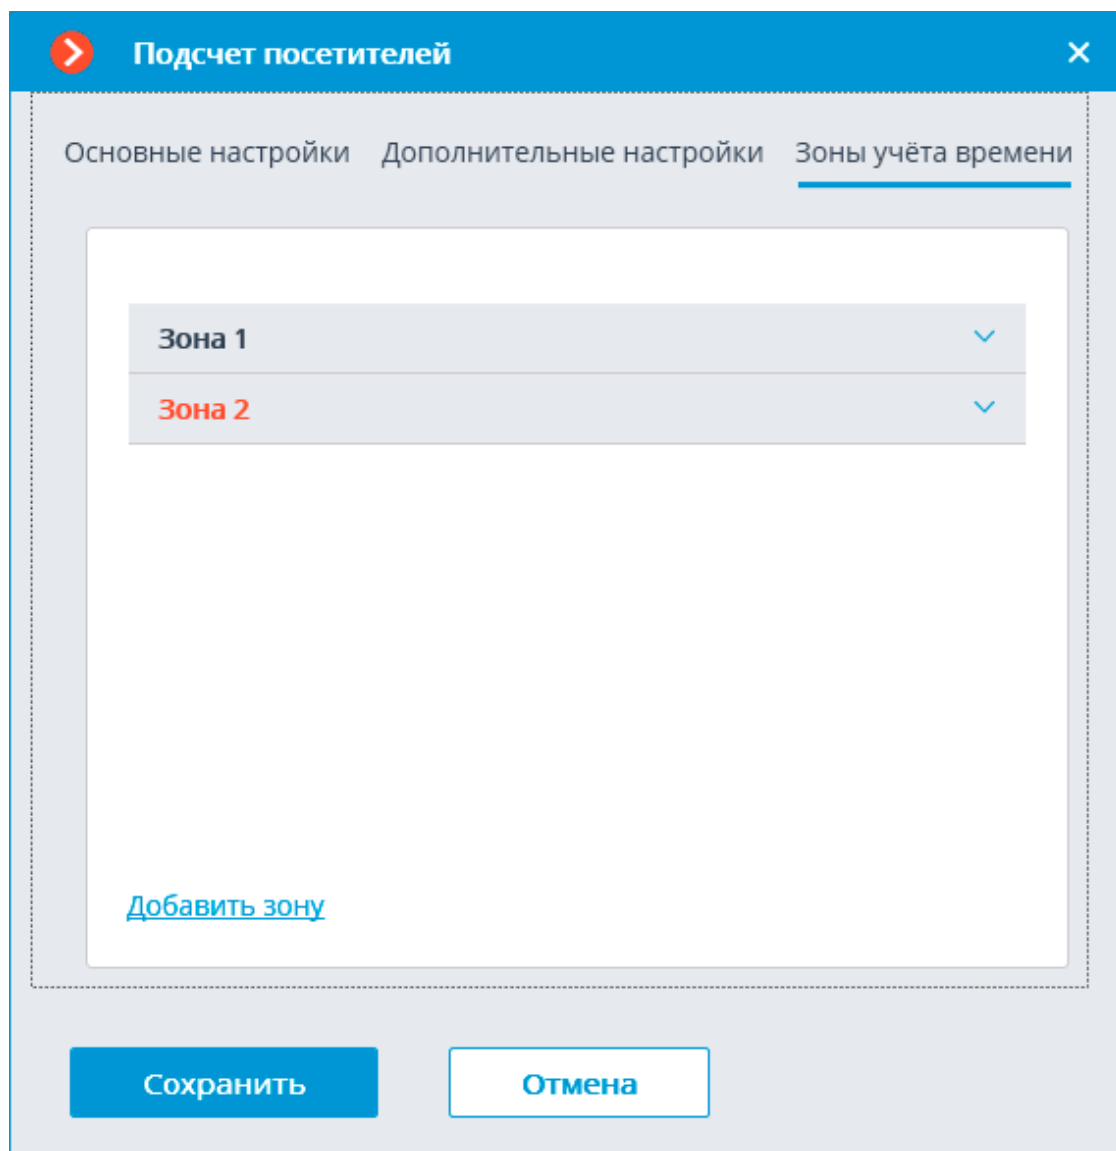 Подсчет посетителей
Основные настройки Дополнительные настройки Зоны учёта времени
Зона 1
Зона 2
Добавить зону
Сохранить Отмена